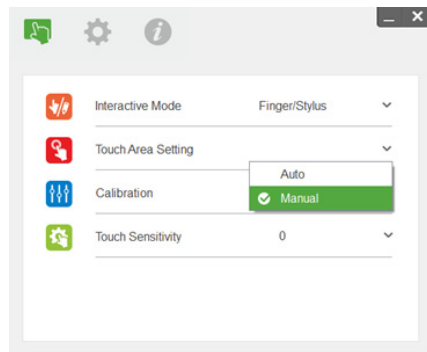 Interactive Mode Finger/Stylus
Touch Area Setting
Auto
Calibration
Manual
Touch Sensitivity 0